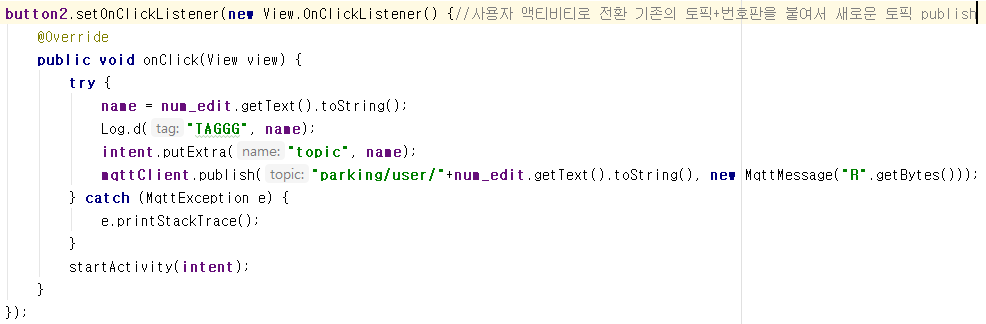 button2.setOnClickListener(new View.OnClickListener() {//사용자 액티비티로 전환 기존의 토픽+번호판을 붙여서 새로운 토픽 publish
@Override
public void onClick(View view) {
try {
name = num_edit.getText().toString();
Log.d( tag: "TAGGG", name);
intent.putExtra( name: "topic", name);
mqttClient.publish( topic: "parking/user/"+num_edit.getText().toString(), new MqttMessage("R".getBytes()));
} catch (MqttException e) {
e.printStackTrace();
}
startActivity(intent);
}
});